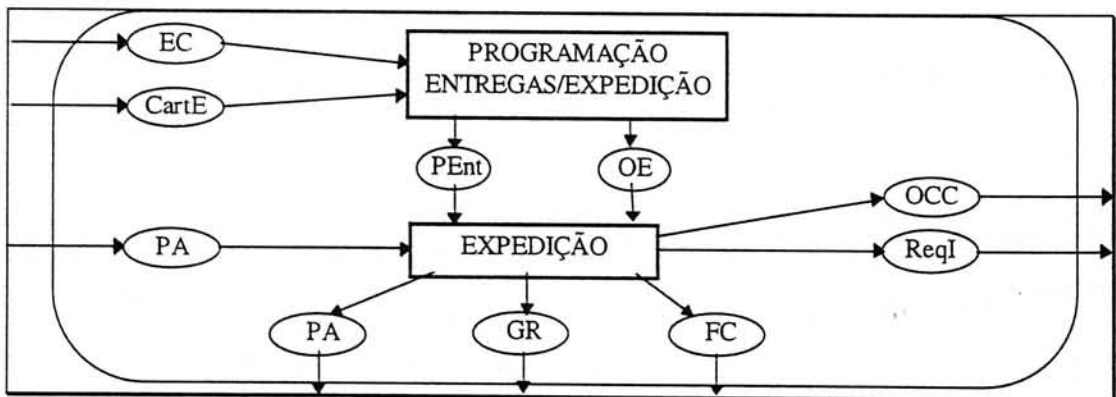 EC
PROGRAMAÇÃO
ENTREGAS/EXPEDIÇÃO
CartE
PEnt
OE
OCC
PA
EXPEDIÇÃO
ReqI
PA
GR
FC